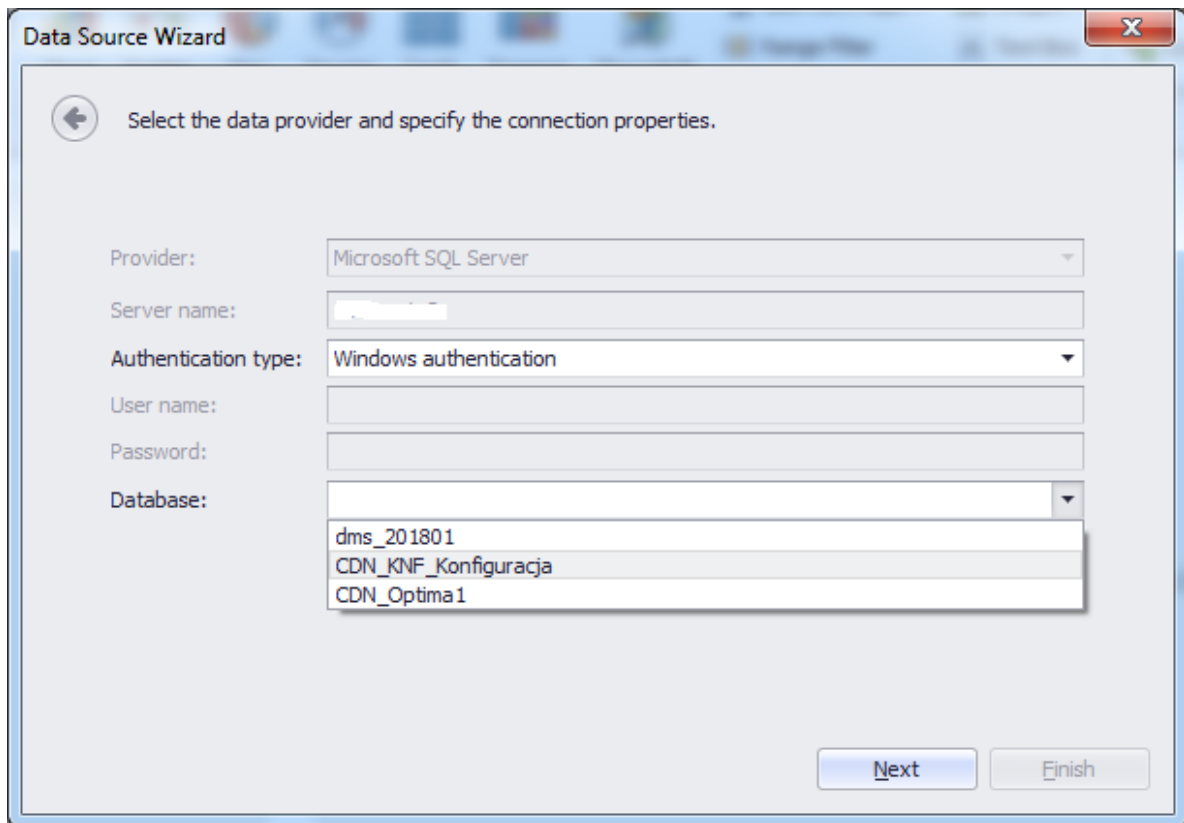 Data Source Wizard
Select the data provider and specify the connection properties.
Provider: Microsoft SQL Server
Server name:
Authentication type: Windows authentication
User name:
Password:
Database:
dms_201801
CDN_KNF_Konfiguracja
CDN_Optima1
Next Finish